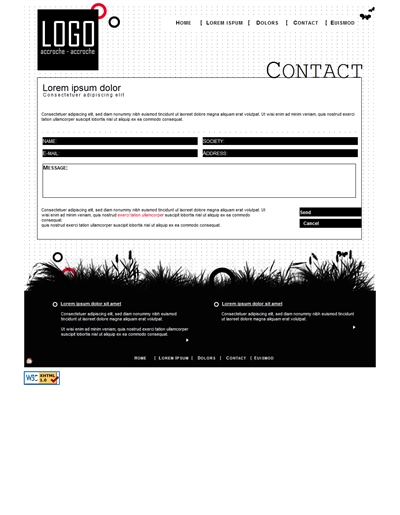 LOGO
accroche - accroche
Home [ Lorem ipsum [ Dolors [ Contact [ Euismod
Contact
Lorem ipsum dolor
Consectetuer adipiscing elit
Consectetuer adipiscing elit, sed diam nonummy nibh euismod tincidunt ut laoreet dolore magna aliquam erat volutpat. Ut wisi enim ad minim veniam, quis nostrud exerci
tation ullamcorper suscipit lobortis nisl ut aliquip ex ea commodo consequat.
NAME: SOCIETY:
E-MAIL: ADDRESS:
Message:
Consectetuer adipiscing elit, sed diam nonummy nibh euismod tincidunt ut laoreet dolore magna aliquam erat volutpat. Ut
wisi enim ad minim veniam, quis nostrud exerci tation ullamcorper suscipit lobortis nisl ut aliquip ex ea commodo
consequat.
quis nostrud exerci tation ullamcorper suscipit lobortis nisl ut aliquip ex ea commodo consequat.
Send
Cancel
Lorem ipsum dolor sit amet
Consectetuer adipiscing elit, sed diam nonummy nibh euismod
tincidunt ut laoreet dolore magna aliquam erat volutpat.
Ut wisi enim ad minim veniam, quis nostrud exerci tation ullamcorper
suscipit lobortis nisl ut aliquip ex ea commodo consequat.
Lorem ipsum dolor sit amet
Consectetuer adipiscing elit, sed diam nonummy nibh euismod tincidunt
ut laoreet dolore magna aliquam erat volutpat.
Home [ Lorem ipsum [ Dolors [ Contact [ Euismod
W3C XHTML 1.0